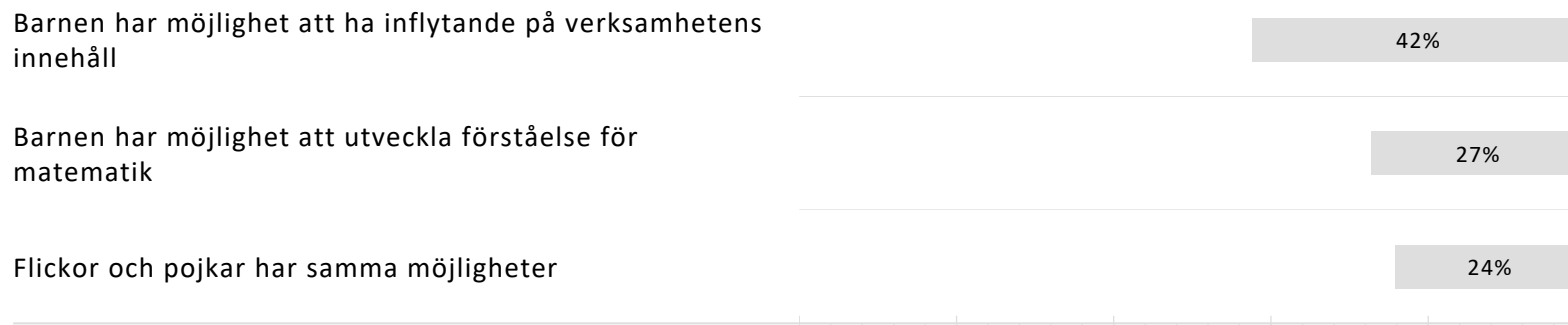 Barnen har möjlighet att ha inflytande på verksamhetens
innehåll
42%
Barnen har möjlighet att utveckla förståelse för
matematik
27%
Flickor och pojkar har samma möjligheter
24%